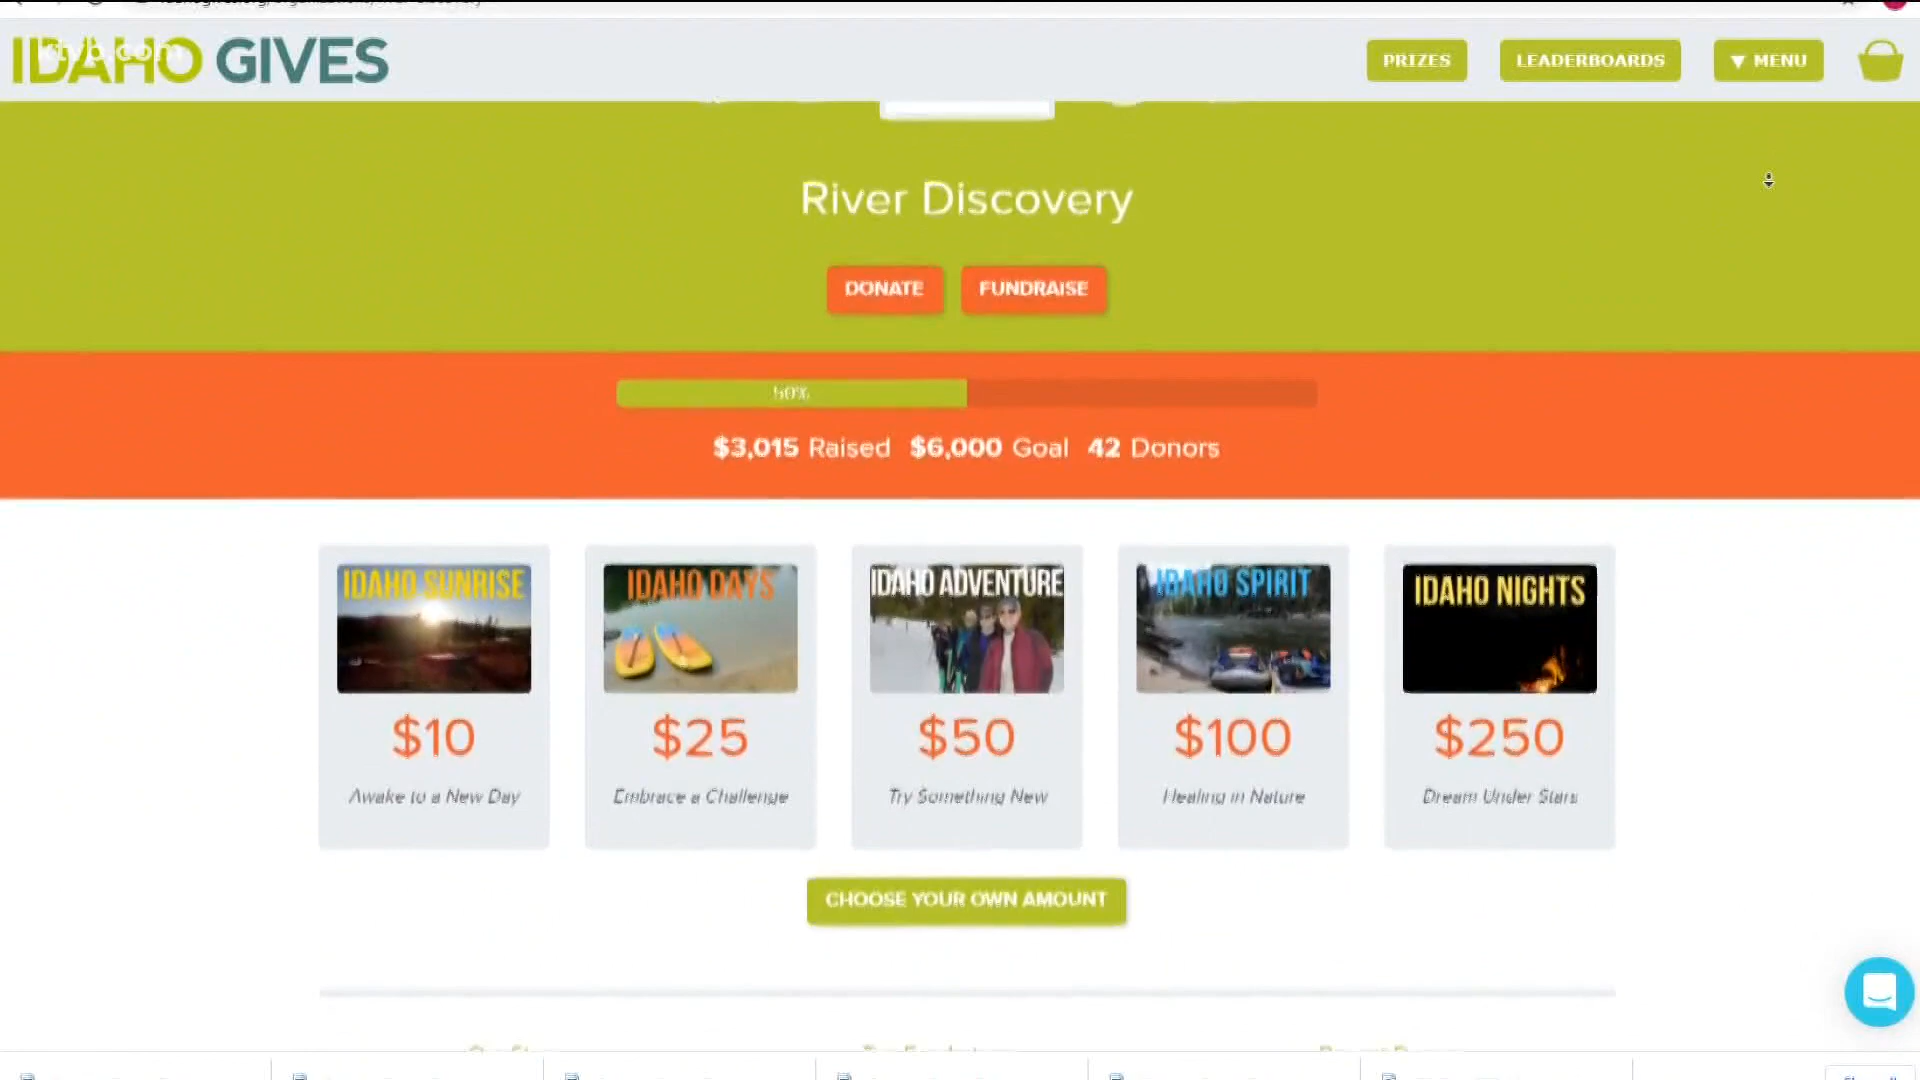 IDAHO GIVES
ktvb.com
PRIZES
LEADERBOARDS
▼ MENU
River Discovery
DONATE
FUNDRAISE
50%
$3,015 Raised $6,000 Goal 42 Donors
IDAHO SUNRISE
IDAHO DAYS
IDAHO ADVENTURE
IDAHO SPIRIT
IDAHO NIGHTS
$10
$25
$50
$100
$250
Awake to a New Day
Embrace a Challenge
Try Something New
Healing in Nature
Dream Under Stars
CHOOSE YOUR OWN AMOUNT